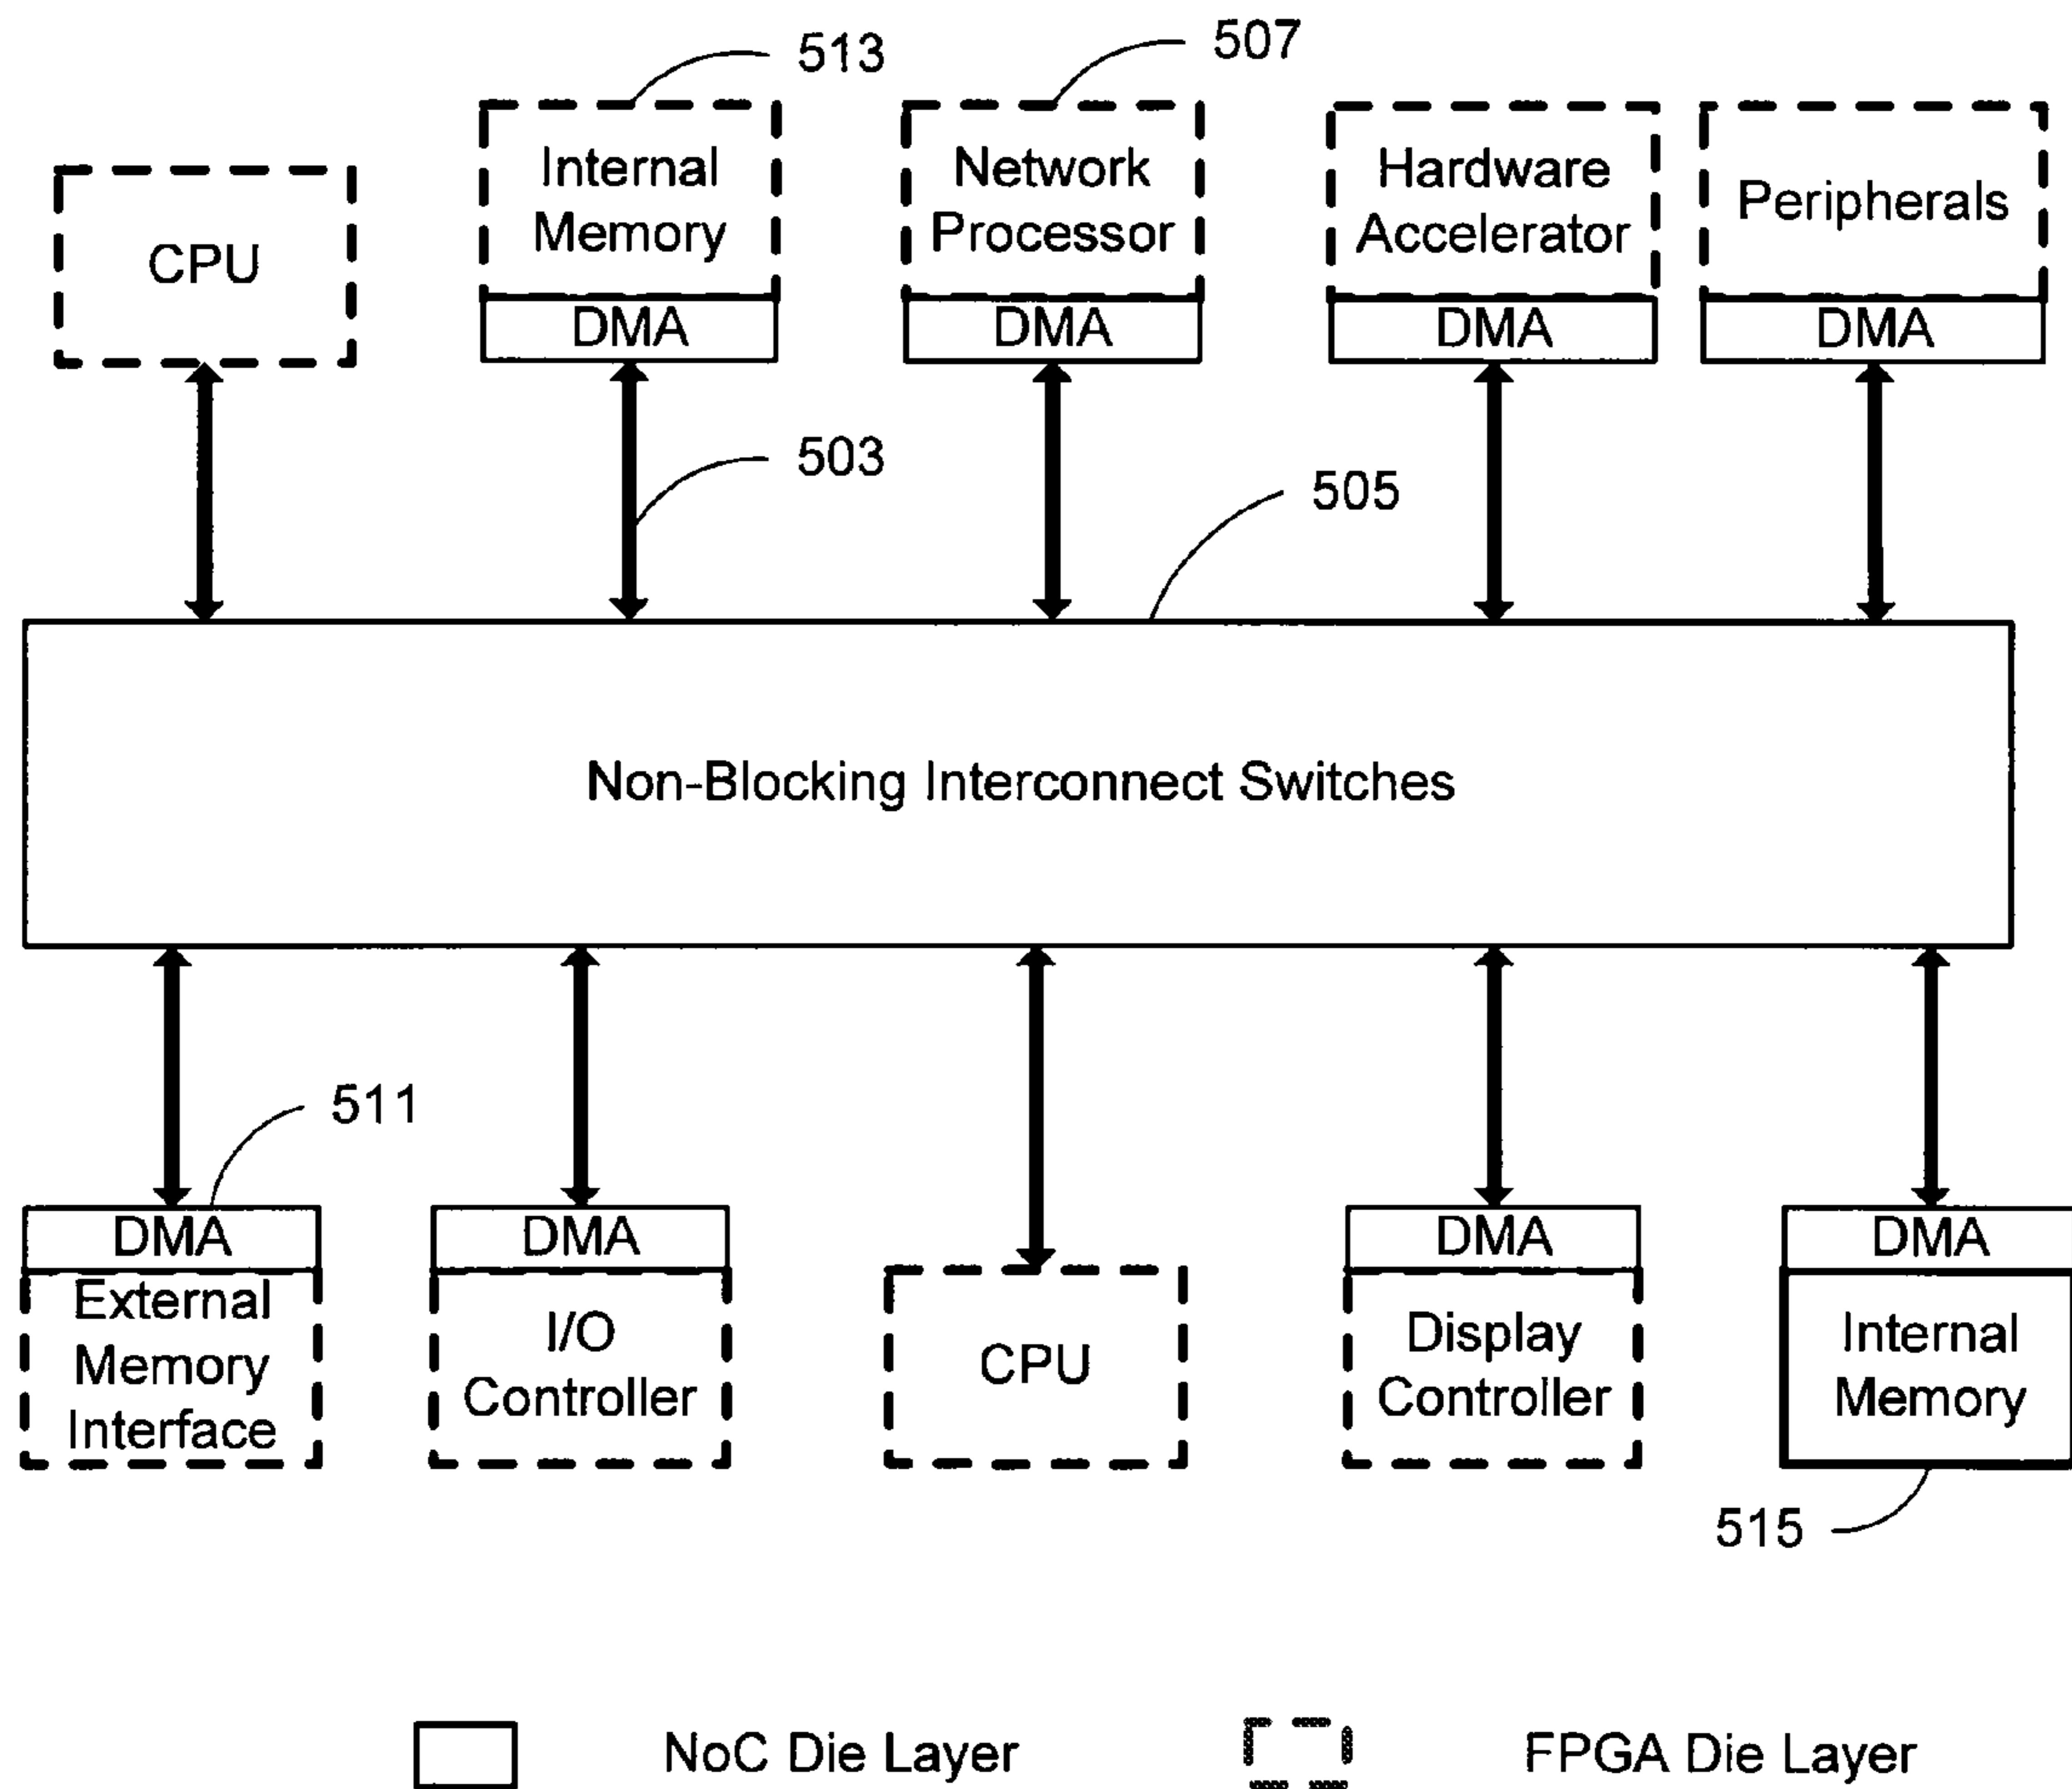 513
507
CPU
Internal
Memory
DMA
Network
Processor
DMA
Hardware
Accelerator
DMA
Peripherals
DMA
503
505
Non-Blocking Interconnect Switches
511
DMA
External
Memory
Interface
DMA
I/O
Controller
CPU
DMA
Display
Controller
DMA
Internal
Memory
515
NoC Die Layer
FPGA Die Layer